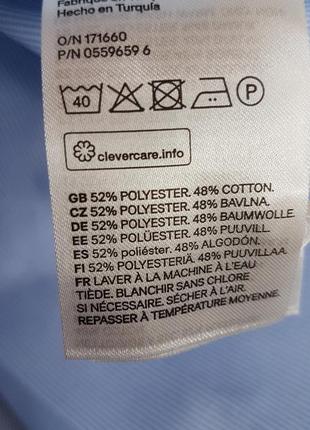 Hecho en Turquía
O/N 171660
P/N 0559659 6
40
P
clevercare.info
GB 52% POLYESTER. 48% COTTON.
CZ 52% POLYESTER. 48% BAVLNA.
DE 52% POLYESTER. 48% BAUMWOLLE.
EE 52% POLÜESTER. 48% PUUVILL.
ES 52% poliéster. 48% ALGODÓN.
FI 52% POLYESTERIÄ. 48% PUUVILLAA.
FR LAVER À LA MACHINE À L'EAU
TIÈDE. BLANCHIR SANS CHLORE
SI NÉCESSAIRE. SÉCHER À L'AIR.
REPASSER À TEMPÉRATURE MOYENNE.